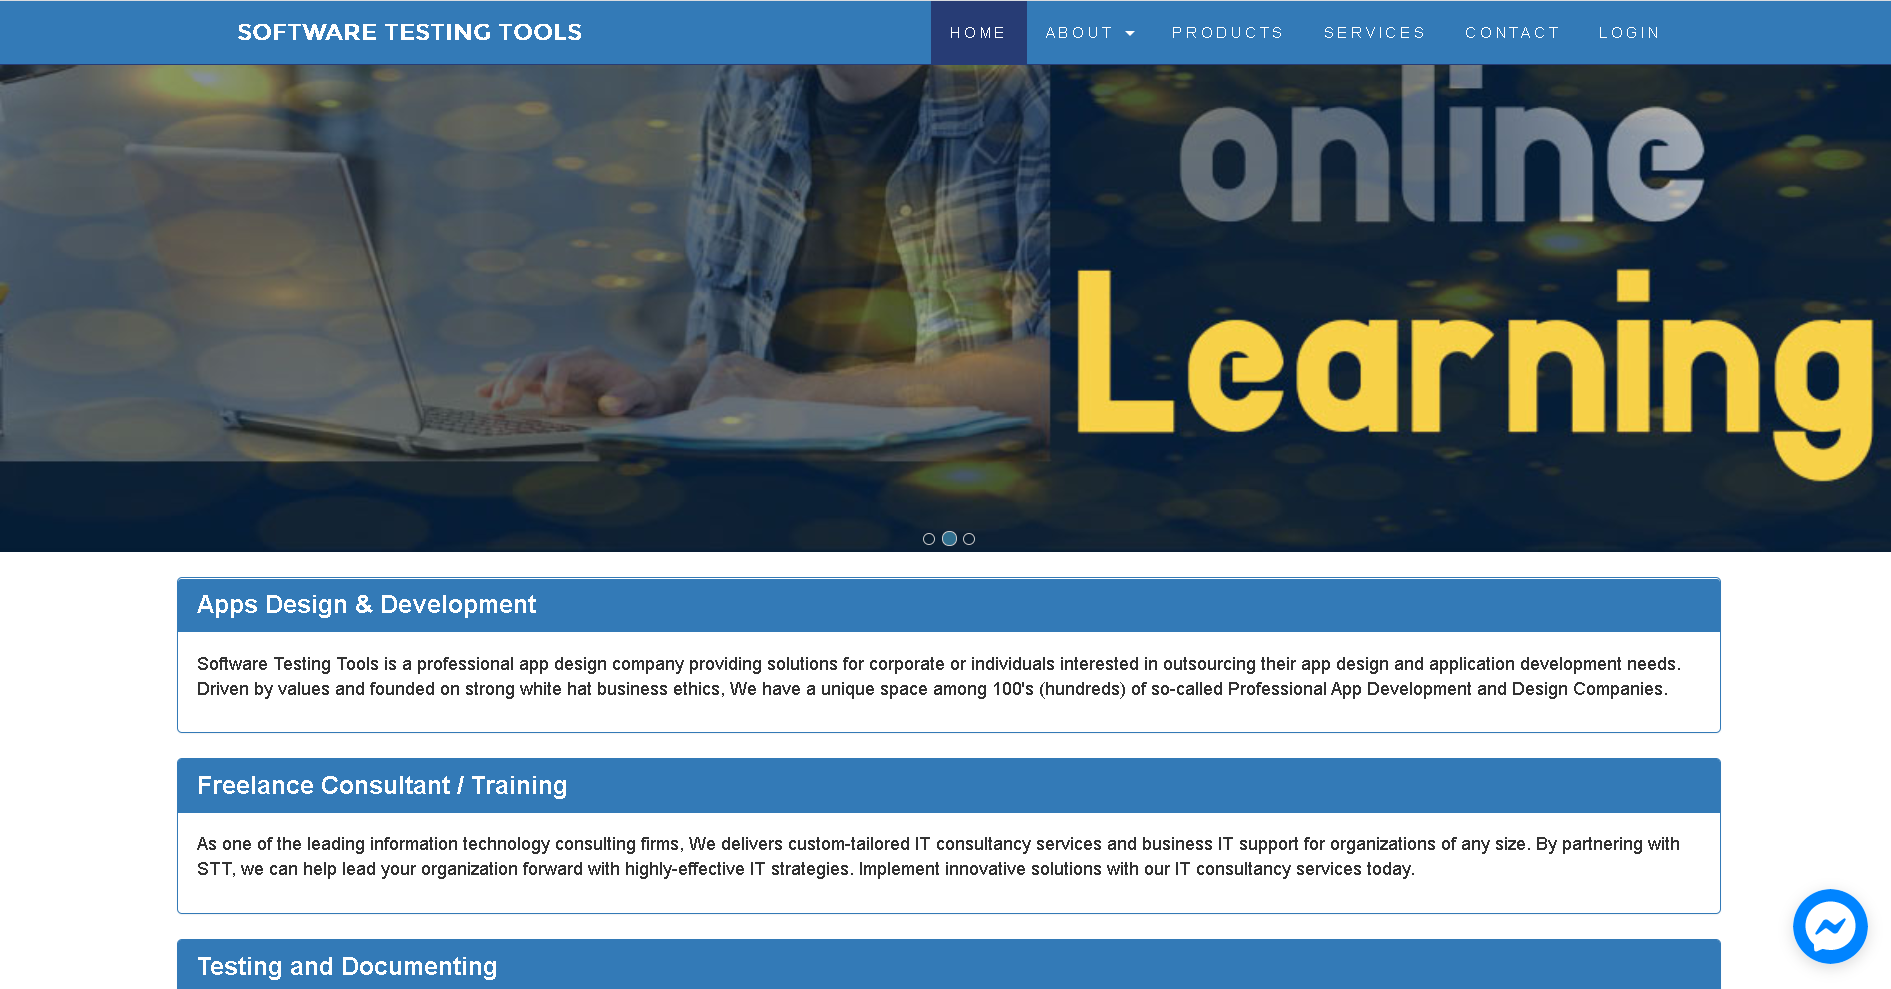 SOFTWARE TESTING TOOLS
HOME
ABOUT
PRODUCTS
SERVICES
CONTACT
LOGIN
online
Learning
Apps Design & Development
Software Testing Tools is a professional app design company providing solutions for corporate or individuals interested in outsourcing their app design and application development needs.
Driven by values and founded on strong white hat business ethics, We have a unique space among 100's (hundreds) of so-called Professional App Development and Design Companies.
Freelance Consultant / Training
As one of the leading information technology consulting firms, We delivers custom-tailored IT consultancy services and business IT support for organizations of any size. By partnering with
STT, we can help lead your organization forward with highly-effective IT strategies. Implement innovative solutions with our IT consultancy services today.
Testing and Documenting